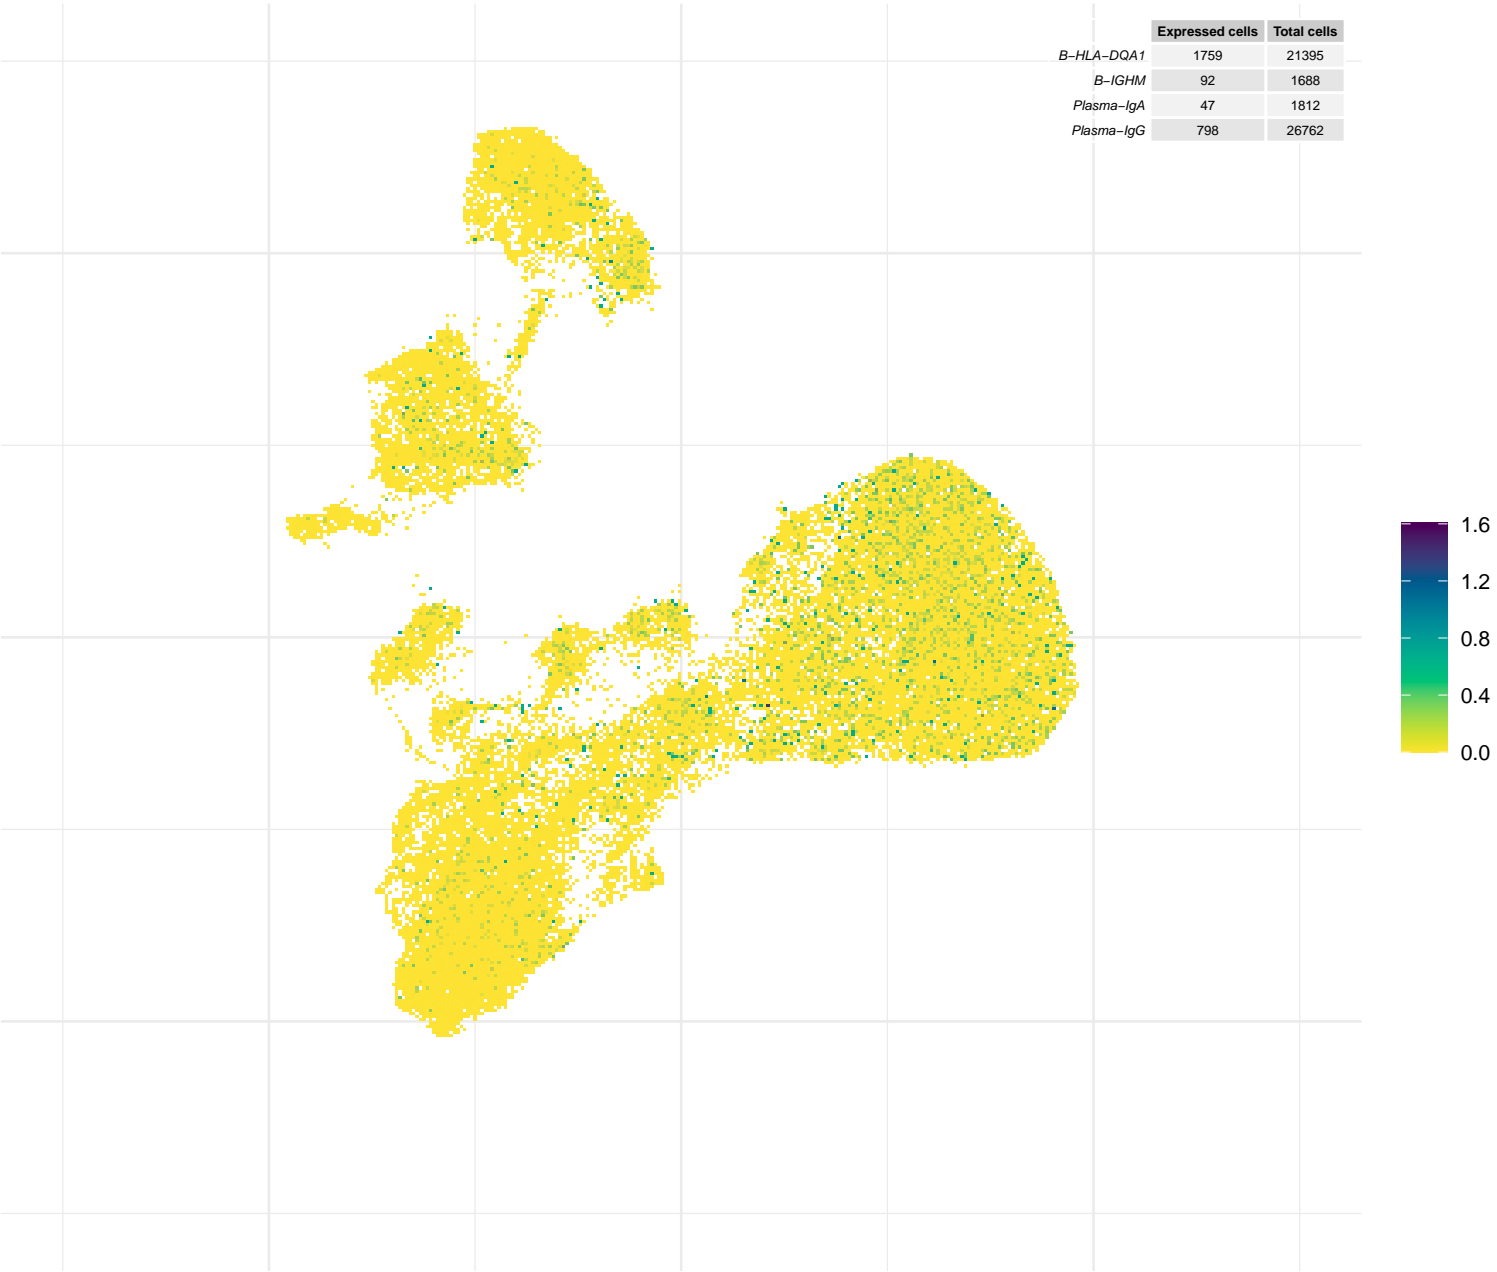 Expressed cells Total cells
B−HLA−DQA1 1759 21395
B−IGHM 92 1688
Plasma−IgA 47 1812
Plasma−IgG 798 26762
1.6
1.2
0.8
0.4
0.0